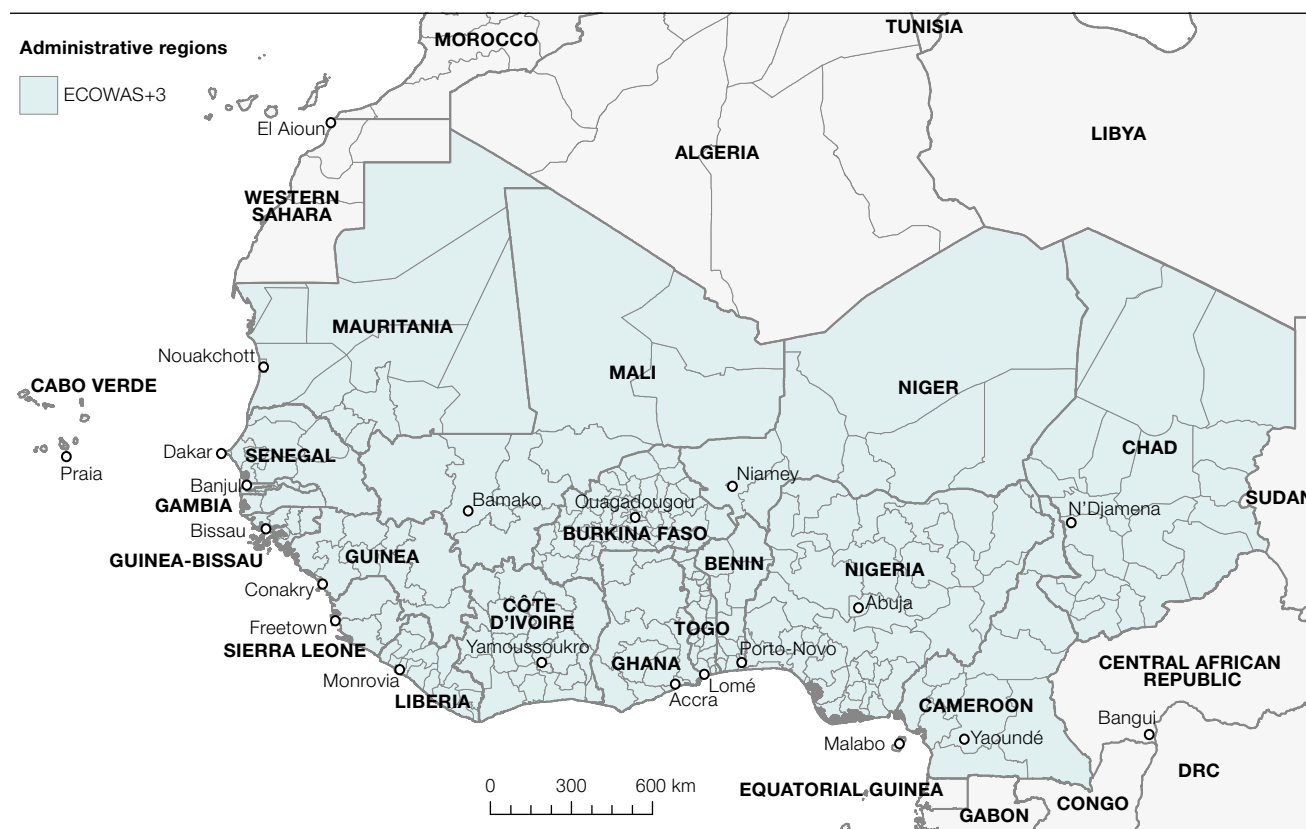 MOROCCO
TUNISIA
Administrative regions
ECOWAS+3
El Aioun
LIBYA
ALGERIA
WESTERN
SAHARA
MAURITANIA
Nouakchott
MALI
CABO VERDE
NIGER
Praia
Dakar
SENEGAL
CHAD
Banjul
Niamey
GAMBIA
Bamako
Ouagadougou
SUDAN
N'Djamena
Bissau
BURKINA FASO
GUINEA-BISSAU
GUINEA
BENIN
NIGERIA
Conakry
CÔTE
D'IVOIRE
Abuja
Freetown
TOGO
SIERRA LEONE
Yamoussoukro
Porto-Novo
GHANA
CENTRAL AFRICAN
REPUBLIC
Monrovia
Lomé
LIBERIA
Accra
CAMEROON
Bangui
Malabo
Yaoundé
DRC
0 300 600 km
EQUATORIAL GUINEA
CONGO
GABON